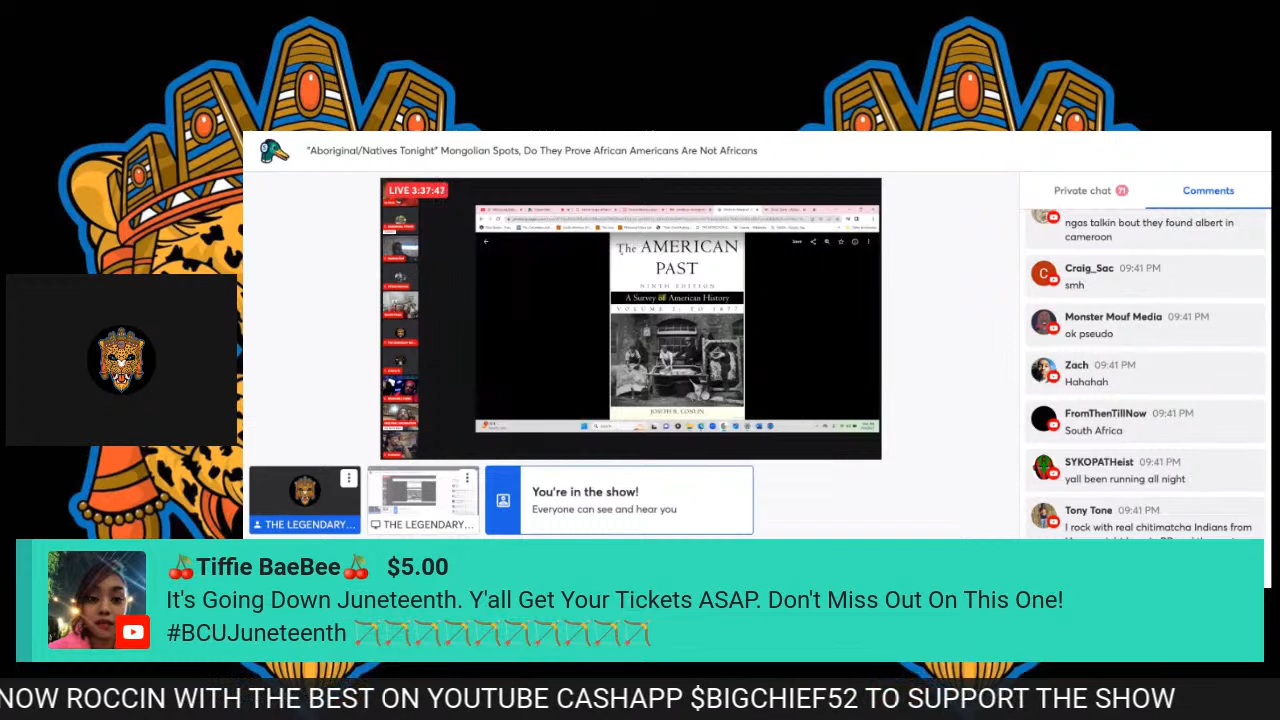 "Aboriginal/Natives Tonight" Mongolian Spots, Do They Prove African Americans Are Not Africans
LIVE 3:37:47
The AMERICAN
PAST
NINTH EDITION
A Survey of American History
VOLUME I: TO 1877
JOSEPH R. CONLIN
Private chat 71
Comments
ngas talkin bout they found albert in
cameroon
C
Craig_Sac 09:41 PM
smh
Monster Mouf Media 09:41 PM
ok pseudo
Zach 09:41 PM
Hahahah
FromThenTillNow 09:41 PM
South Africa
SYKOPATHeist 09:41 PM
yall been running all night
Tony Tone 09:41 PM
I rock with real chitimatcha Indians from
THE LEGENDARY...
THE LEGENDARY...
You're in the show!
Everyone can see and hear you
🍒Tiffie BaeBee🍒 $5.00
It's Going Down Juneteenth. Y'all Get Your Tickets ASAP. Don't Miss Out On This One!
#BCUJuneteenth 🏹🏹🏹🏹🏹🏹🏹🏹🏹🏹
NOW ROCCIN WITH THE BEST ON YOUTUBE CASHAPP $BIGCHIEF52 TO SUPPORT THE SHOW